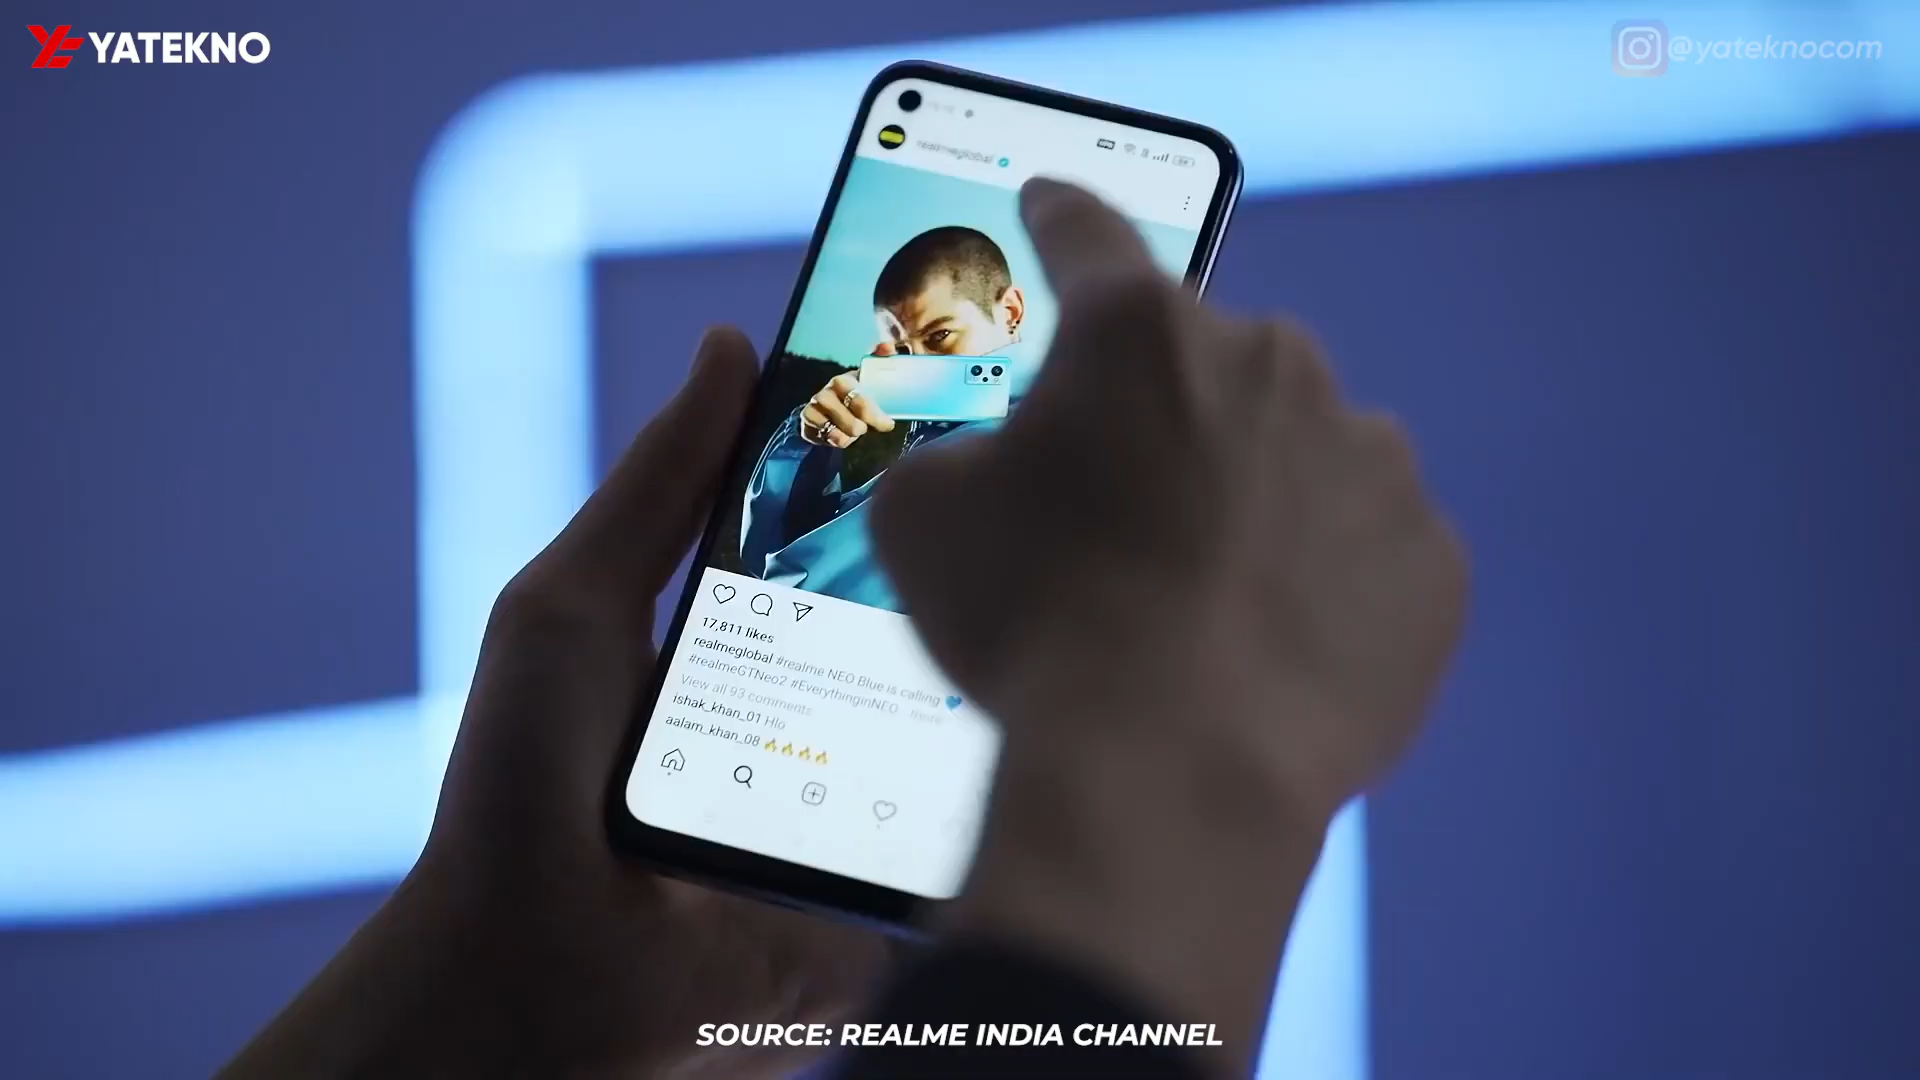 YATEKNO
@yateknocom
realmeglobal
17,811 likes
realmeglobal #realme NEO Blue is calling 💙
#realmeGTNeo2 #EverythinginNEO more
View all 93 comments
ishak_khan_01 Hlo
aalam_khan_08 🔥🔥🔥🔥
SOURCE: REALME INDIA CHANNEL